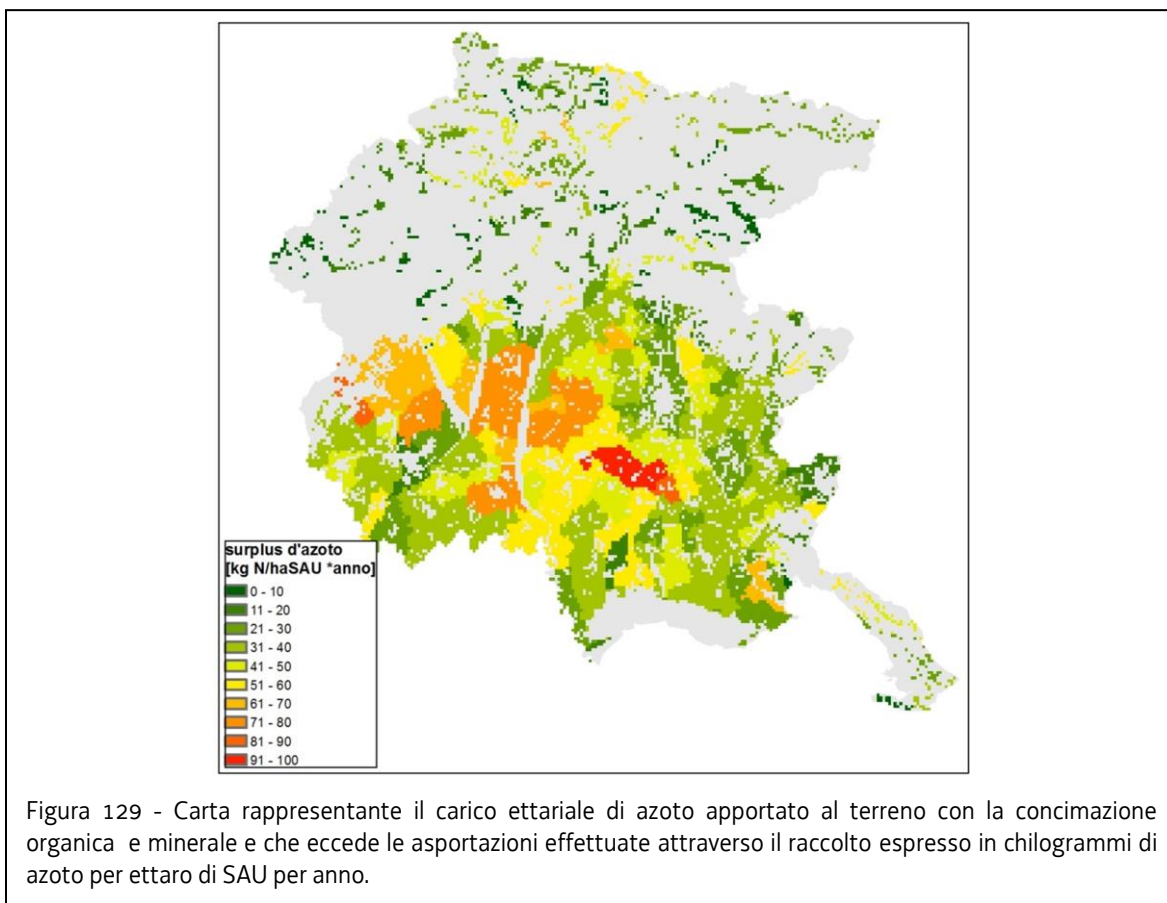 surplus d'azoto
[kg N/haSAU *anno]
0 - 10
11 - 20
21 - 30
31 - 40
41 - 50
51 - 60
61 - 70
71 - 80
81 - 90
91 - 100
Figura 129 - Carta rappresentante il carico ettariale di azoto apportato al terreno con la concimazione
organica e minerale e che eccede le asportazioni effettuate attraverso il raccolto espresso in chilogrammi di
azoto per ettaro di SAU per anno.